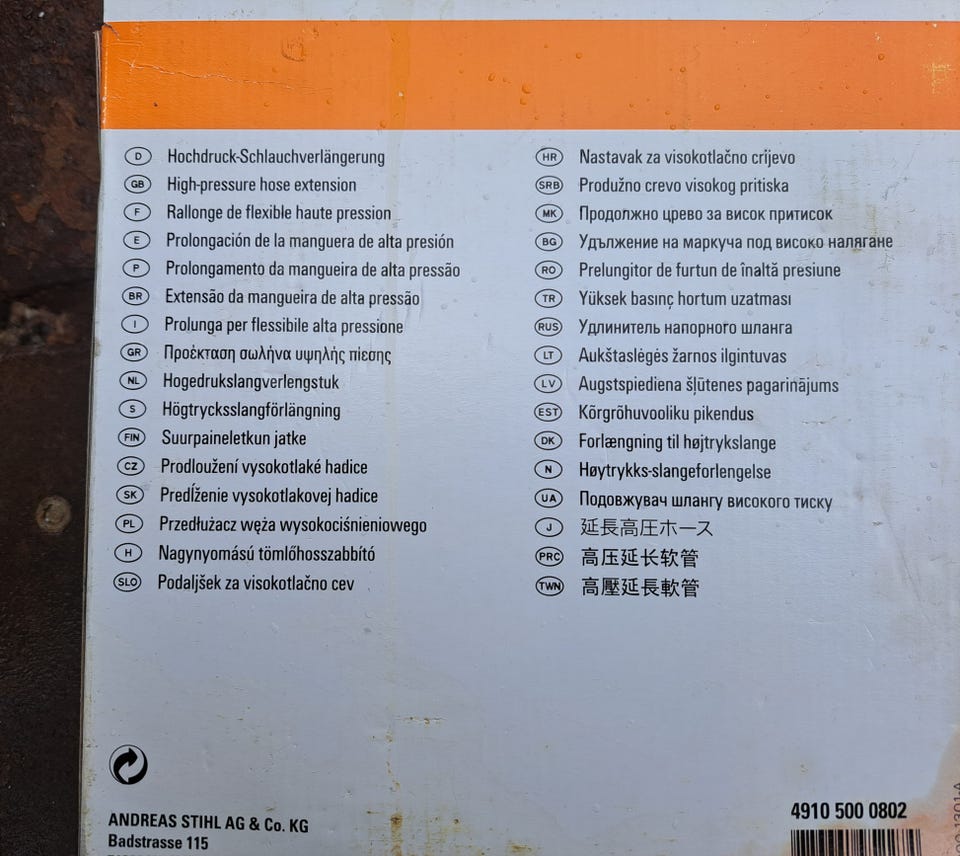 D Hochdruck-Schlauchverlängerung
GB High-pressure hose extension
F Rallonge de flexible haute pression
E Prolongación de la manguera de alta presión
P Prolongamento da mangueira de alta pressão
BR Extensão da mangueira de alta pressão
I Prolunga per flessibile alta pressione
GR Προέκταση σωλήνα υψηλής πίεσης
NL Hogedrukslangverlengstuk
S Högtrycksslangförlängning
FIN Suurpaineletkun jatke
CZ Prodloužení vysokotlaké hadice
SK Predĺženie vysokotlakovej hadice
PL Przedłużacz węża wysokociśnieniowego
H Nagynyomású tömlőhosszabbító
SLO Podaljšek za visokotlačno cev
HR Nastavak za visokotlačno crijevo
SRB Produžno crevo visokog pritiska
MK Продолжно црево за висок притисок
BG Удължение на маркуча под високо налягане
RO Prelungitor de furtun de înaltă presiune
TR Yüksek basınç hortum uzatması
RUS Удлинитель напорного шланга
LT Aukštaslėgės žarnos ilgintuvas
LV Augstspiediena šļūtenes pagarinājums
EST Kõrgrõhuvooliku pikendus
DK Forlængning til højtrykslange
N Høytrykks-slangeforlengelse
UA Подовжувач шлангу високого тиску
J 延長高圧ホース
PRC 高压延长软管
TWN 高壓延長軟管
ANDREAS STIHL AG & Co. KG
Badstrasse 115
4910 500 0802